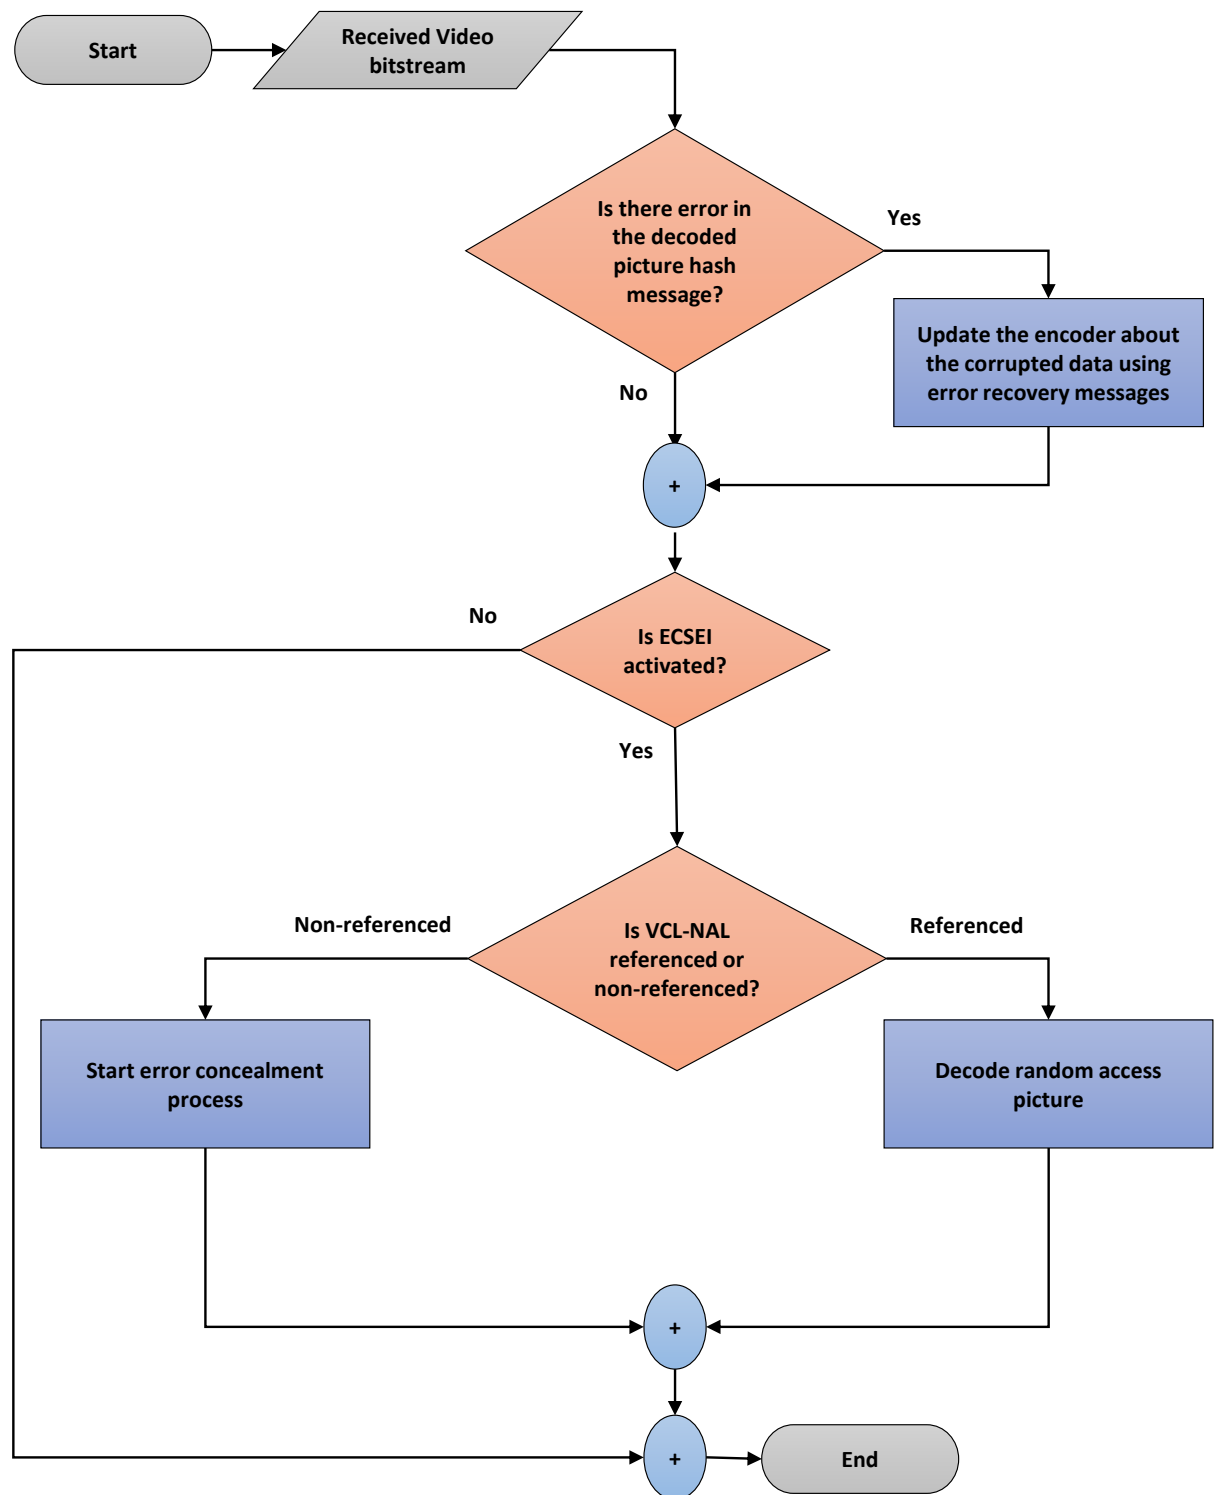 Start
Received Video
bitstream
Is there error in
the decoded
picture hash
message?
Yes
Update the encoder about
the corrupted data using
error recovery messages
No
+
No
Is ECSEI
activated?
Yes
Non-referenced
Is VCL-NAL
referenced or
non-referenced?
Referenced
Start error concealment
process
Decode random access
picture
+
+
End